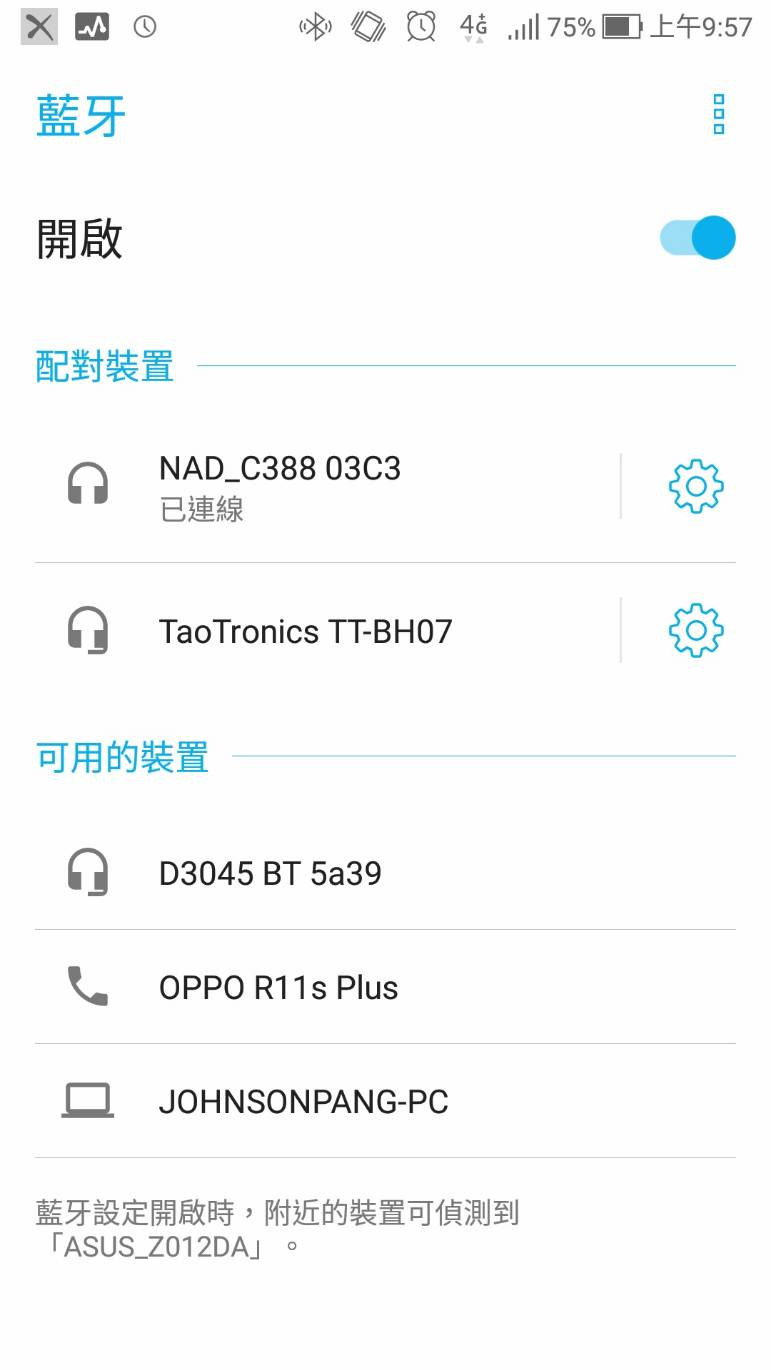 4G 75% 上午9:57
藍牙
開啟
配對裝置
NAD_C388 03C3
已連線
TaoTronics TT-BH07
可用的裝置
D3045 BT 5a39
OPPO R11s Plus
JOHNSONPANG-PC
藍牙設定開啟時，附近的裝置可偵測到
「ASUS_Z012DA」。